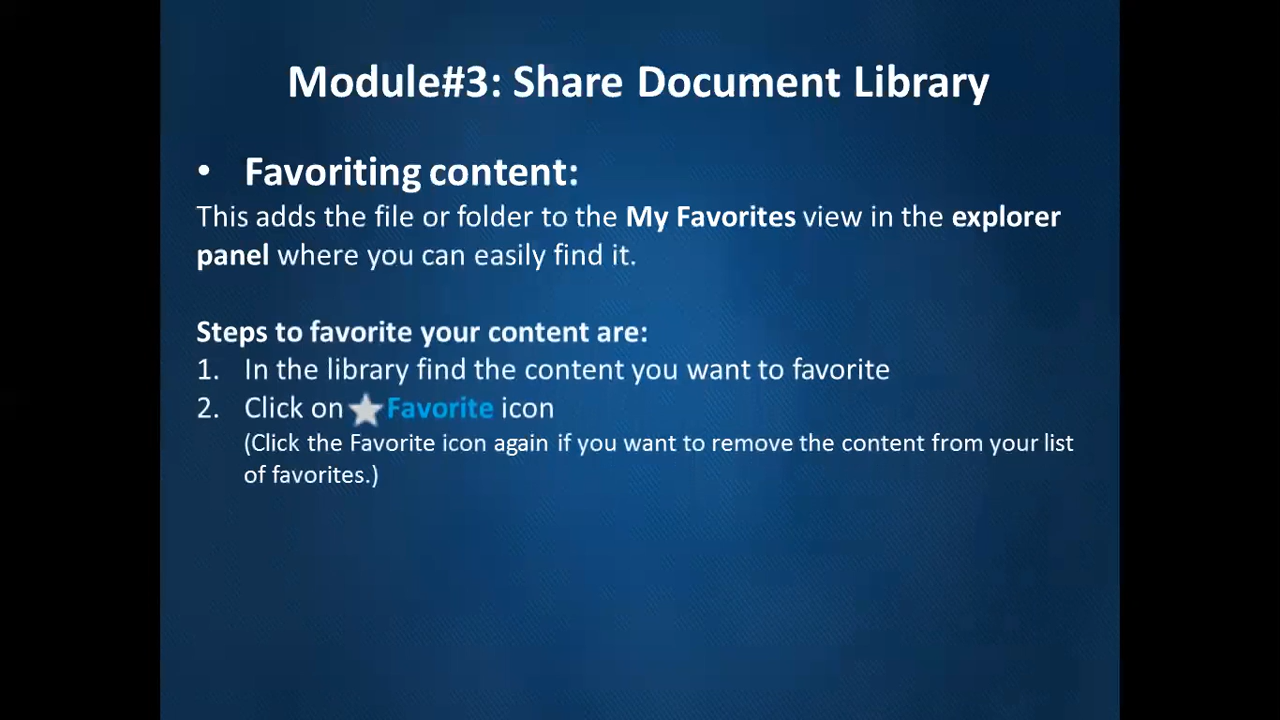 Module#3: Share Document Library
• Favoriting content:
This adds the file or folder to the My Favorites view in the explorer
panel where you can easily find it.
Steps to favorite your content are:
1. In the library find the content you want to favorite
2. Click on Favorite icon
(Click the Favorite icon again if you want to remove the content from your list
of favorites.)